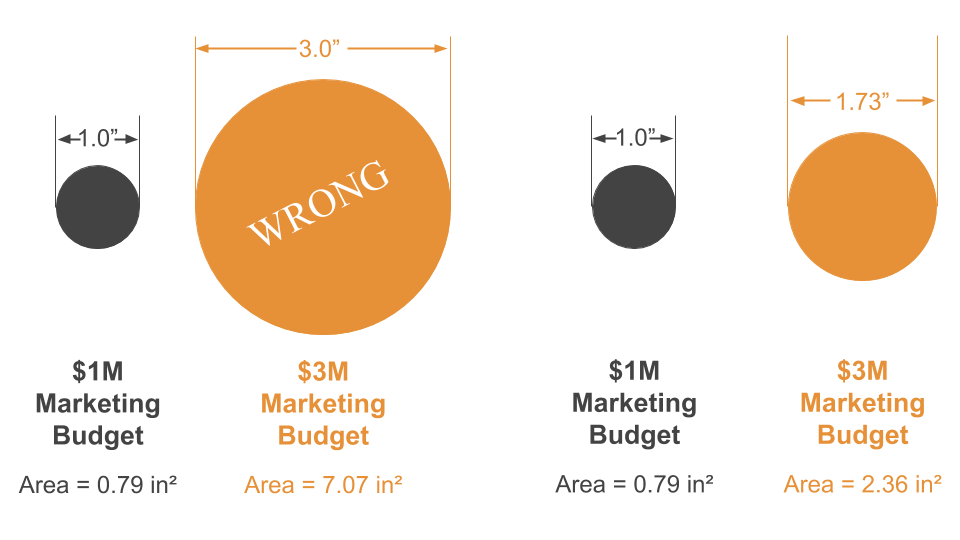 3.0”
1.0”
WRONG
$1M
Marketing
Budget
Area = 0.79 in²
$3M
Marketing
Budget
Area = 7.07 in²
1.0”
1.73”
$1M
Marketing
Budget
Area = 0.79 in²
$3M
Marketing
Budget
Area = 2.36 in²